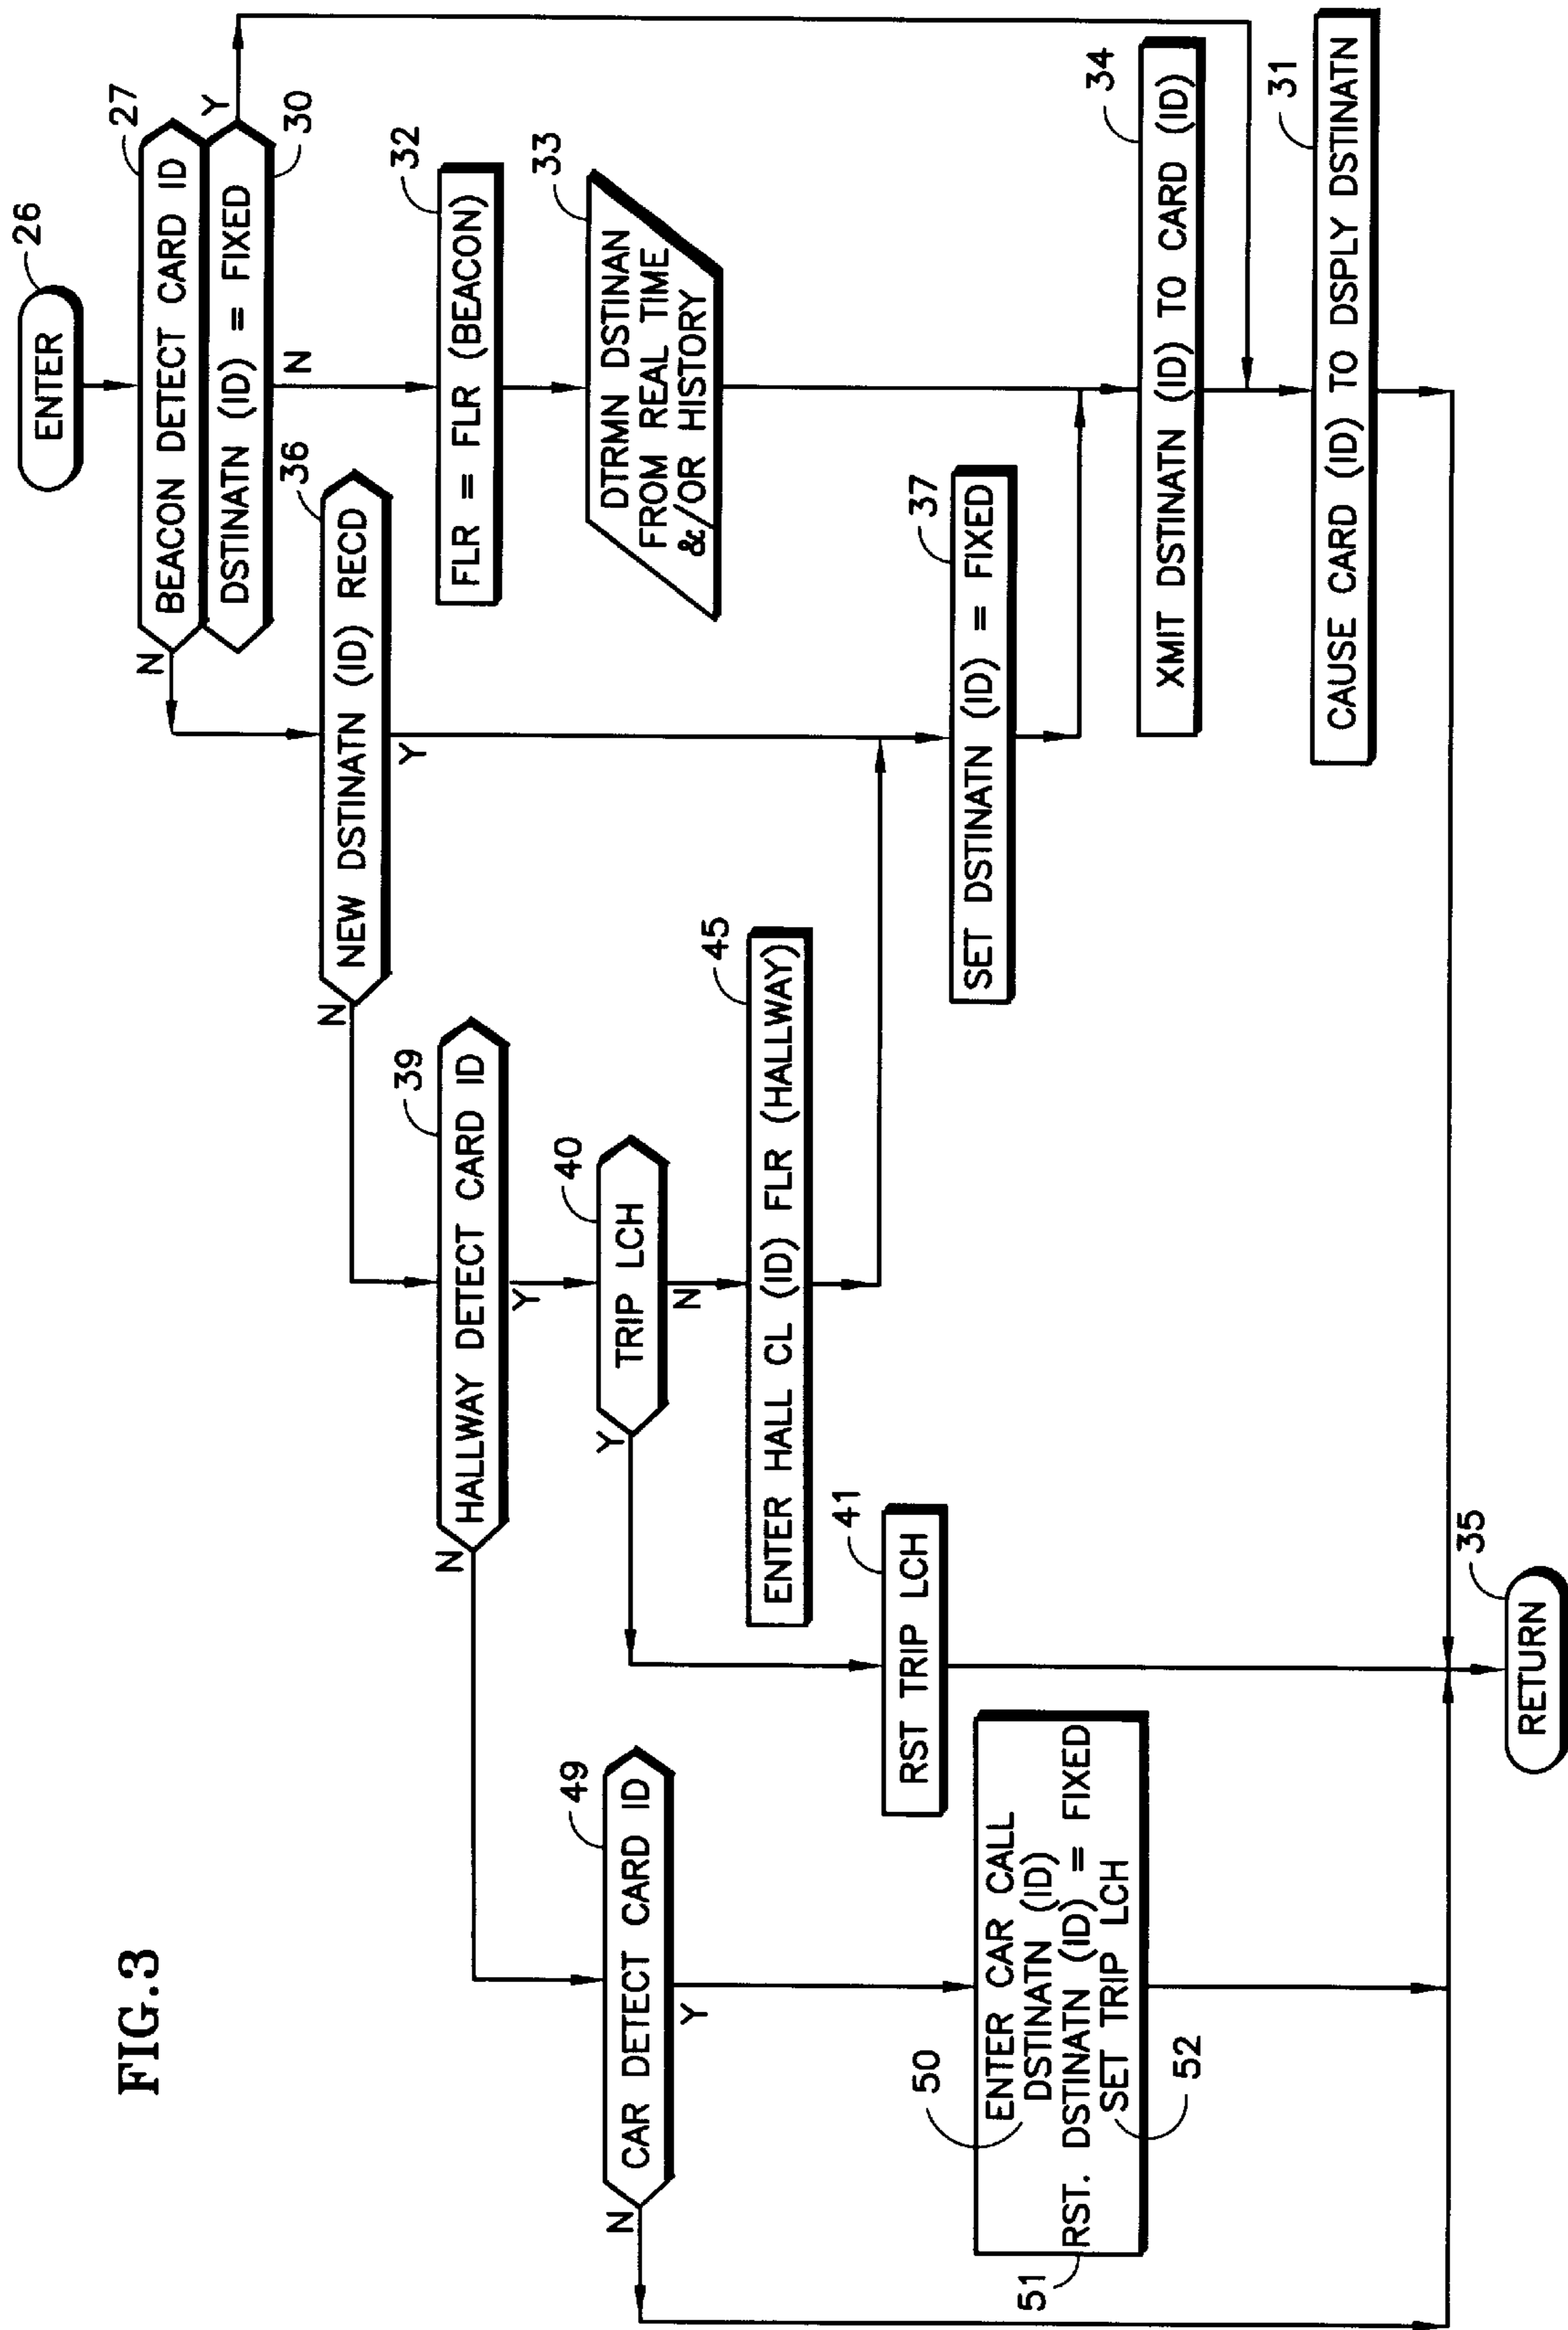 FIG.3
ENTER
26
BEACON DETECT CARD ID
27
N
DSTINATN (ID) = FIXED
Y
30
N
NEW DSTINATN (ID) RECD
36
N
Y
FLR = FLR (BEACON)
32
DTRMN DSTINAN
FROM REAL TIME
&/OR HISTORY
33
HALLWAY DETECT CARD ID
39
N
Y
TRIP LCH
40
Y
N
ENTER HALL CL (ID) FLR (HALLWAY)
45
CAR DETECT CARD ID
49
N
Y
RST TRIP LCH
41
SET DSTINATN (ID) = FIXED
37
50
ENTER CAR CALL
DSTINATN (ID)
51
RST. DSTINATN (ID) = FIXED
SET TRIP LCH
52
XMIT DSTINATN (ID) TO CARD (ID)
34
CAUSE CARD (ID) TO DSPLY DSTINATN
31
RETURN
35